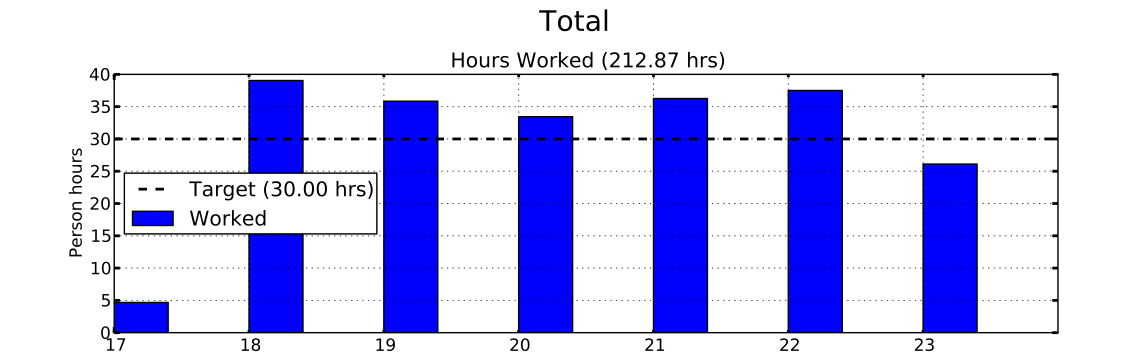 Total
Hours Worked (212.87 hrs)
Person hours
40
35
30
25
20
15
10
5
0
Target (30.00 hrs)
Worked
17 18 19 20 21 22 23